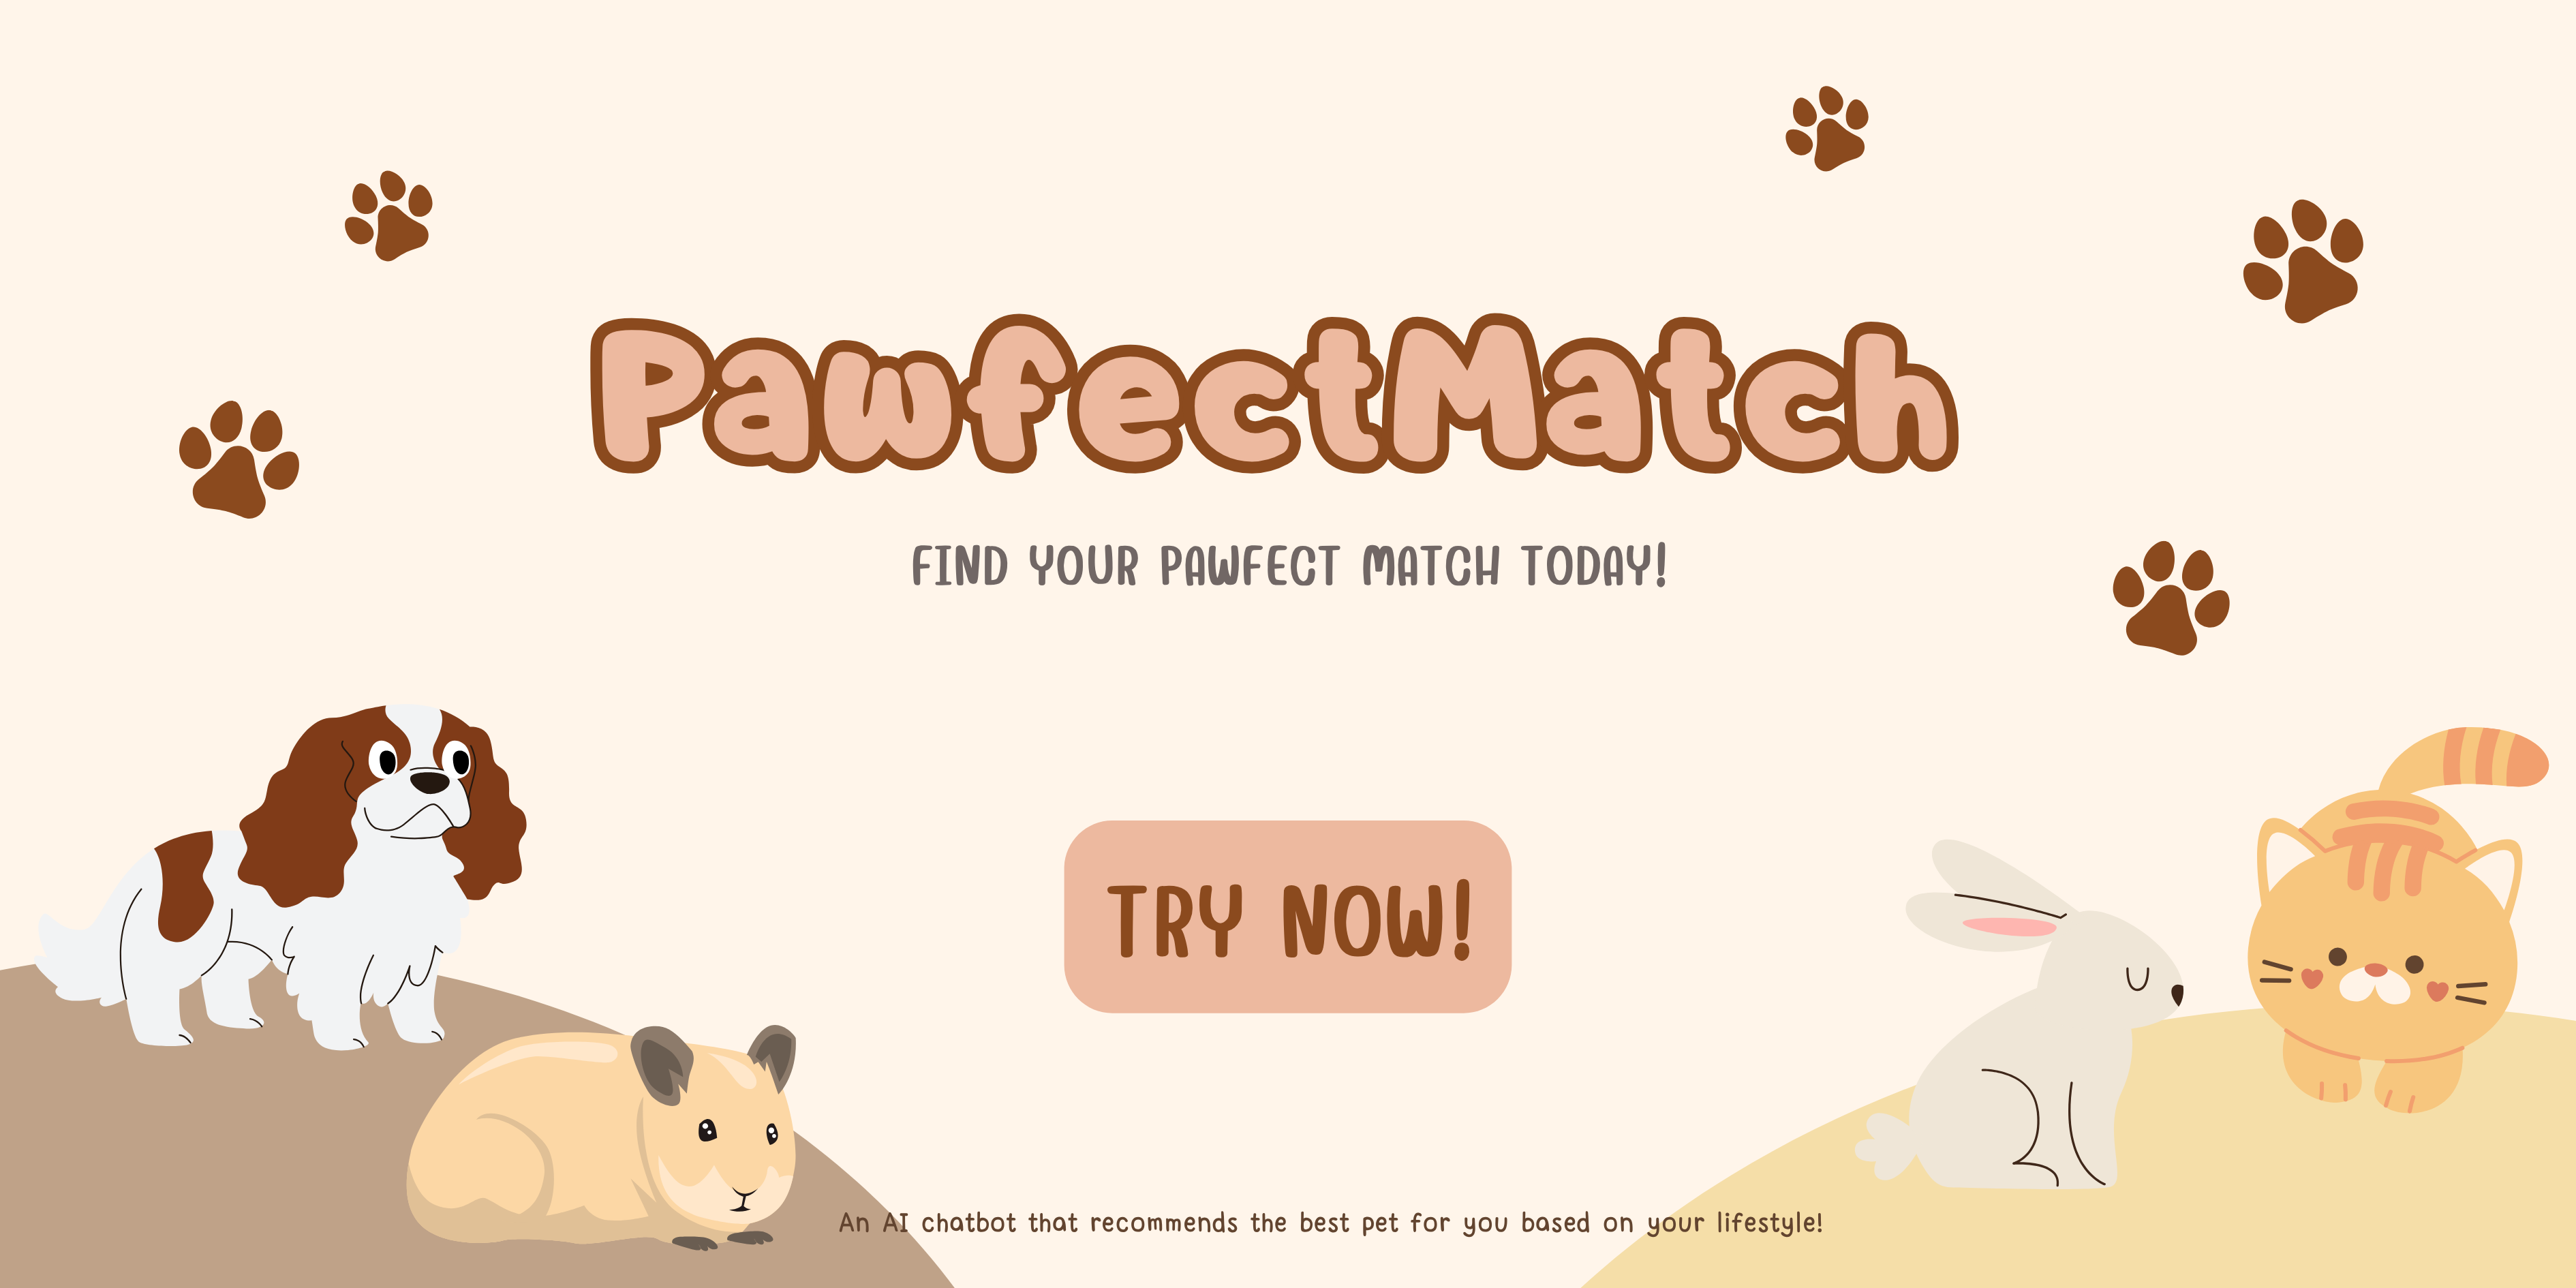 PawfectMatch
FIND YOUR PAWFECT MATCH TODAY!
TRY NOW!
An AI chatbot that recommends the best pet for you based on your lifestyle!